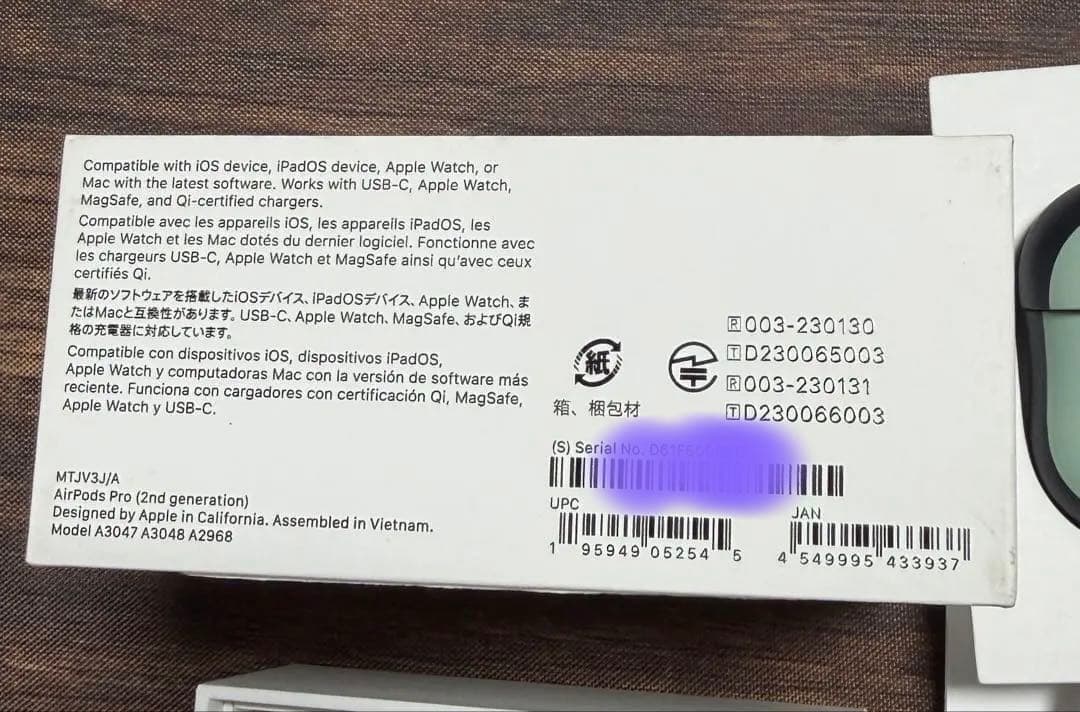 Compatible with iOS device, iPadOS device, Apple Watch, or
Mac with the latest software. Works with USB-C, Apple Watch,
MagSafe, and Qi-certified chargers.
Compatible avec les appareils iOS, les appareils iPadOS, les
Apple Watch et les Mac dotés du dernier logiciel. Fonctionne avec
les chargeurs USB-C, Apple Watch et MagSafe ainsi qu'avec ceux
certifiés Qi.
最新のソフトウェアを搭載したiOSデバイス、iPadOSデバイス、Apple Watch、ま
たはMacと互換性があります。USB-C、Apple Watch、MagSafe、およびQi規
格の充電器に対応しています。
Compatible con dispositivos iOS, dispositivos iPadOS,
Apple Watch y computadoras Mac con la versión de software más
reciente. Funciona con cargadores con certificación Qi, MagSafe,
Apple Watch y USB-C.
MTJV3J/A
AirPods Pro (2nd generation)
Designed by Apple in California. Assembled in Vietnam.
Model A3047 A3048 A2968
紙
箱、梱包材
R 003-230130
T D230065003
R 003-230131
T D230066003
(S) Serial No.
UPC
1 95949 05254 5
JAN
4 549995 433937